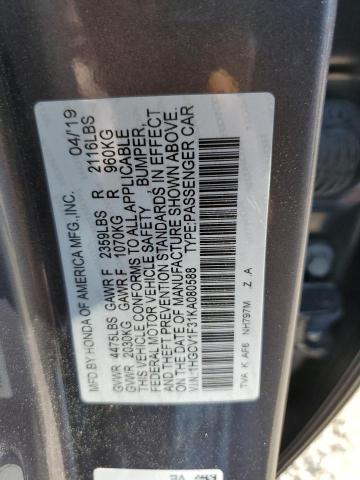 MFD. BY HONDA OF AMERICA MFG., INC. 04/19
GVWR 4475LBS GAWR F 2359LBS R 2116LBS
GVWR 2030KG GAWR F 1070KG R 960KG
THIS VEHICLE CONFORMS TO ALL APPLICABLE
FEDERAL MOTOR VEHICLE SAFETY , BUMPER,
AND THEFT PREVENTION STANDARDS IN EFFECT
ON THE DATE OF MANUFACTURE SHOWN ABOVE.
V.I.N.: 1HGCV1F31KA080588 TYPE:PASSENGER CAR
TVA K AF6 NH797M Z A